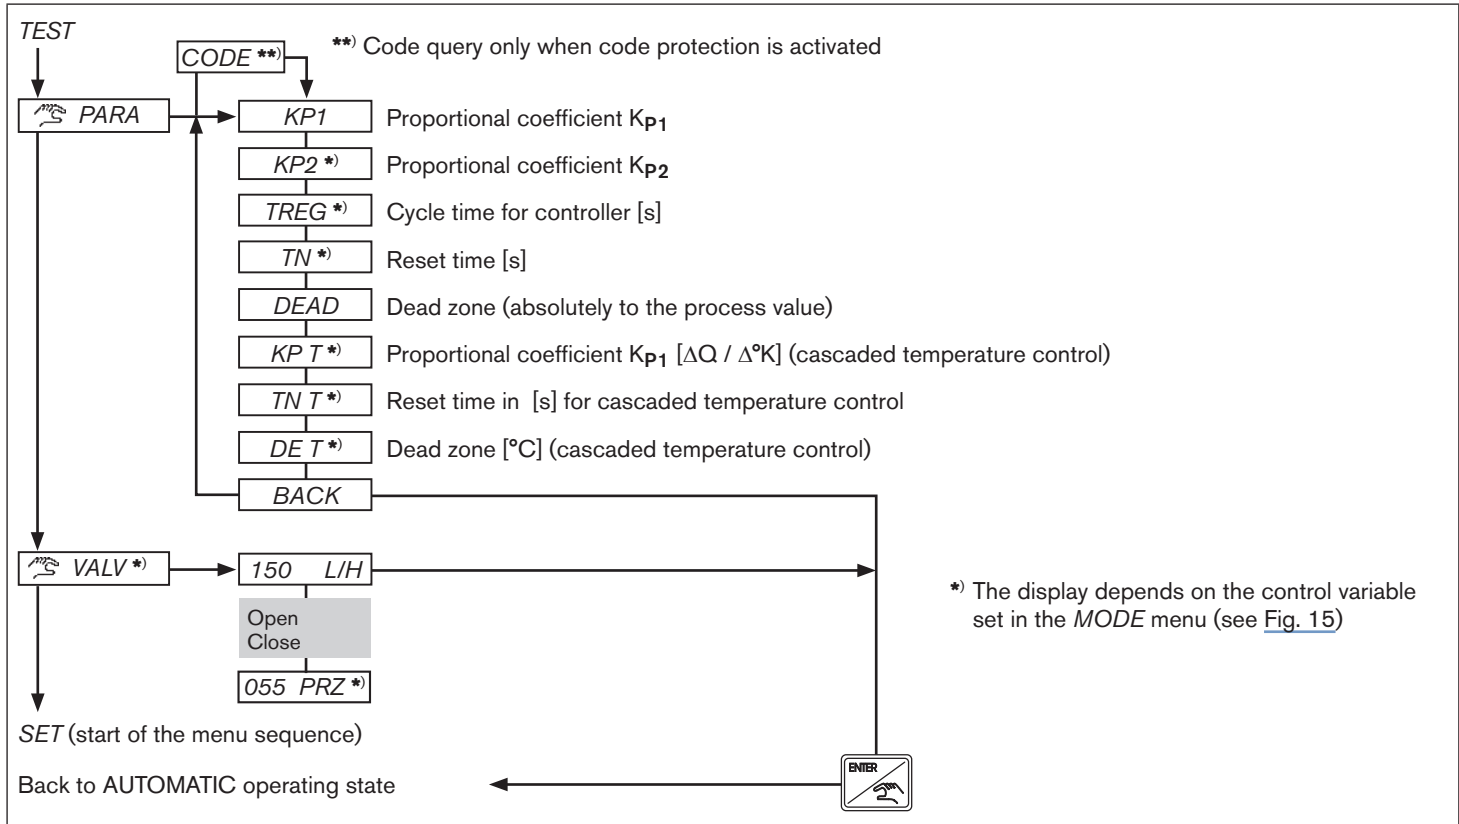 TEST
CODE **)
**) Code query only when code protection is activated
PARA
KP1 Proportional coefficient KP1
KP2 *) Proportional coefficient KP2
TREG *) Cycle time for controller [s]
TN *) Reset time [s]
DEAD Dead zone (absolutely to the process value)
KP T *) Proportional coefficient KP1 [ΔQ / Δ°K] (cascaded temperature control)
TN T *) Reset time in [s] for cascaded temperature control
DE T *) Dead zone [°C] (cascaded temperature control)
BACK
VALV *)
150 L/H
Open
Close
055 PRZ *)
*) The display depends on the control variable
set in the MODE menu (see Fig. 15)
SET (start of the menu sequence)
Back to AUTOMATIC operating state
ENTER